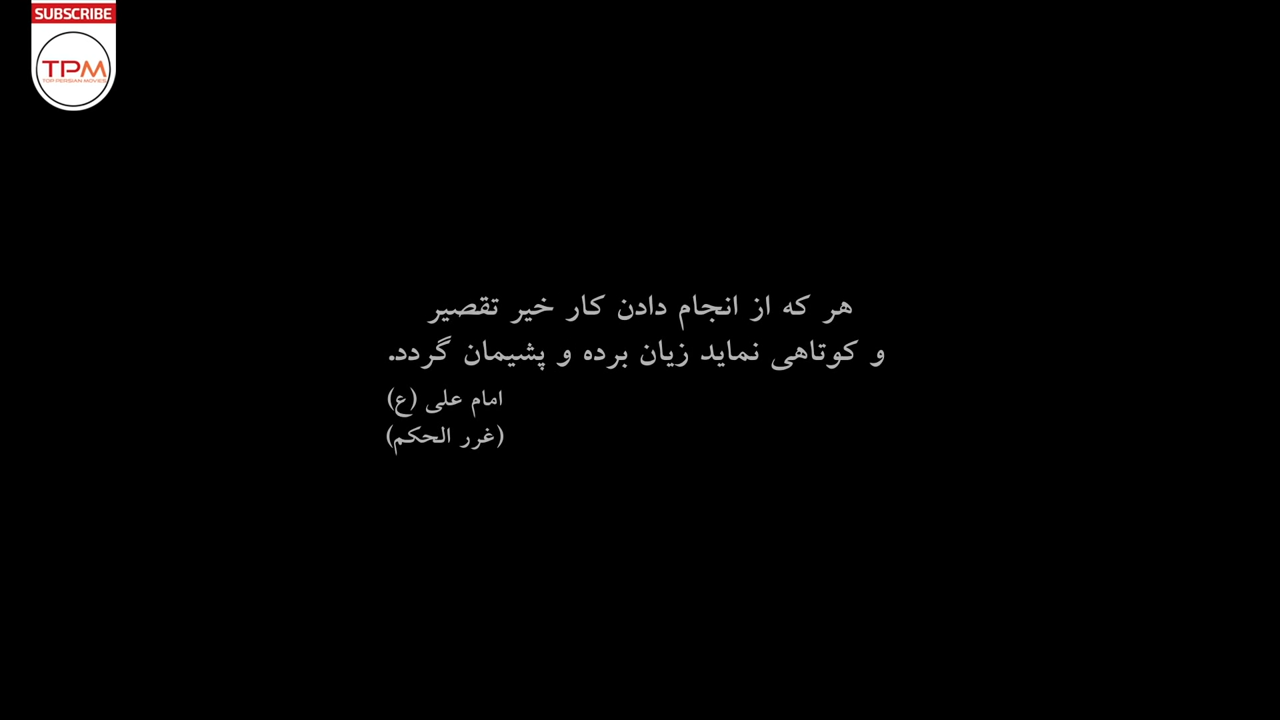 SUBSCRIBE
TPM
TOP PERSIAN MOVIES
هر که از انجام دادن کار خیر تقصیر
و کوتاهی نماید زیان برده و پشیمان گردد.
امام علی (ع)
(غرر الحکم)